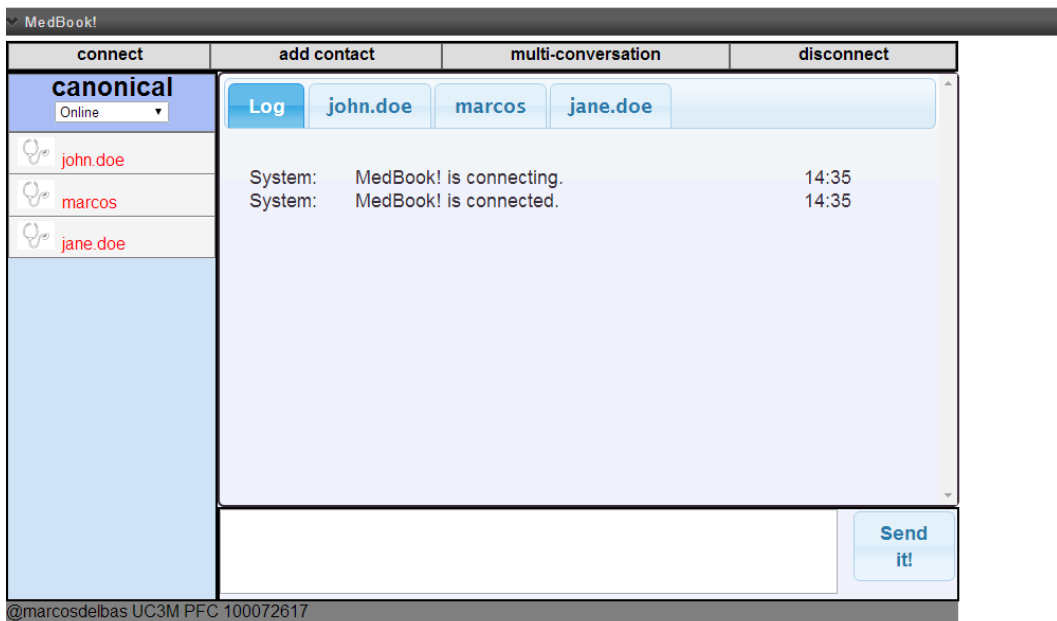 MedBook!
connect add contact multi-conversation disconnect
canonical
Online
john.doe
marcos
jane.doe
Log john.doe marcos jane.doe
System: MedBook! is connecting. 14:35
System: MedBook! is connected. 14:35
Send
it!
@marcosdelbas UC3M PFC 100072617